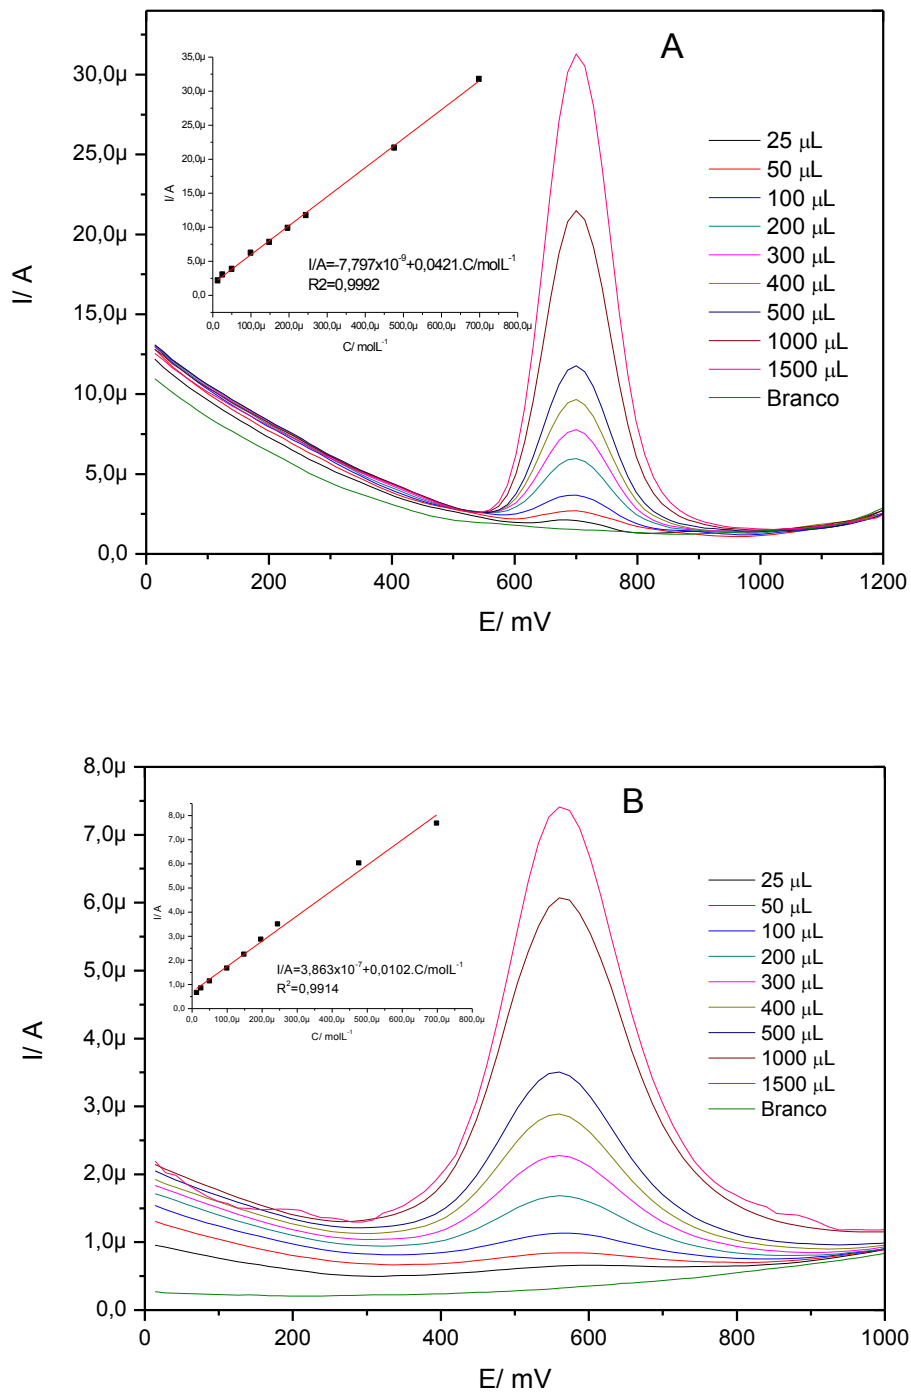 A
30,0µ
25,0µ
20,0µ
15,0µ
10,0µ
5,0µ
0,0
I/ A
0 200 400 600 800 1000 1200
E/ mV
35,0µ
30,0µ
25,0µ
20,0µ
15,0µ
10,0µ
5,0µ
0,0
I/ A
0,0 100,0µ 200,0µ 300,0µ 400,0µ 500,0µ 600,0µ 700,0µ 800,0µ
C/ molL⁻¹
I/A=-7,797x10⁻⁹+0,0421.C/molL⁻¹
R2=0,9992
25 µL
50 µL
100 µL
200 µL
300 µL
400 µL
500 µL
1000 µL
1500 µL
Branco
B
8,0µ
7,0µ
6,0µ
5,0µ
4,0µ
3,0µ
2,0µ
1,0µ
0,0
I/ A
0 200 400 600 800 1000
E/ mV
8,0µ
7,0µ
6,0µ
5,0µ
4,0µ
3,0µ
2,0µ
1,0µ
0,0
I/ A
0,0 100,0µ 200,0µ 300,0µ 400,0µ 500,0µ 600,0µ 700,0µ 800,0µ
C/ molL⁻¹
I/A=3,863x10⁻⁷+0,0102.C/molL⁻¹
R²=0,9914
25 µL
50 µL
100 µL
200 µL
300 µL
400 µL
500 µL
1000 µL
1500 µL
Branco